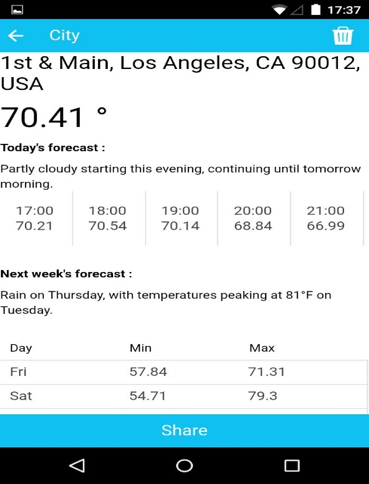 17:37
City
1st & Main, Los Angeles, CA 90012,
USA
70.41 °
Today's forecast :
Partly cloudy starting this evening, continuing until tomorrow
morning.
17:00 18:00 19:00 20:00 21:00
70.21 70.54 70.14 68.84 66.99
Next week's forecast :
Rain on Thursday, with temperatures peaking at 81°F on
Tuesday.
Day Min Max
Fri 57.84 71.31
Sat 54.71 79.3
Share